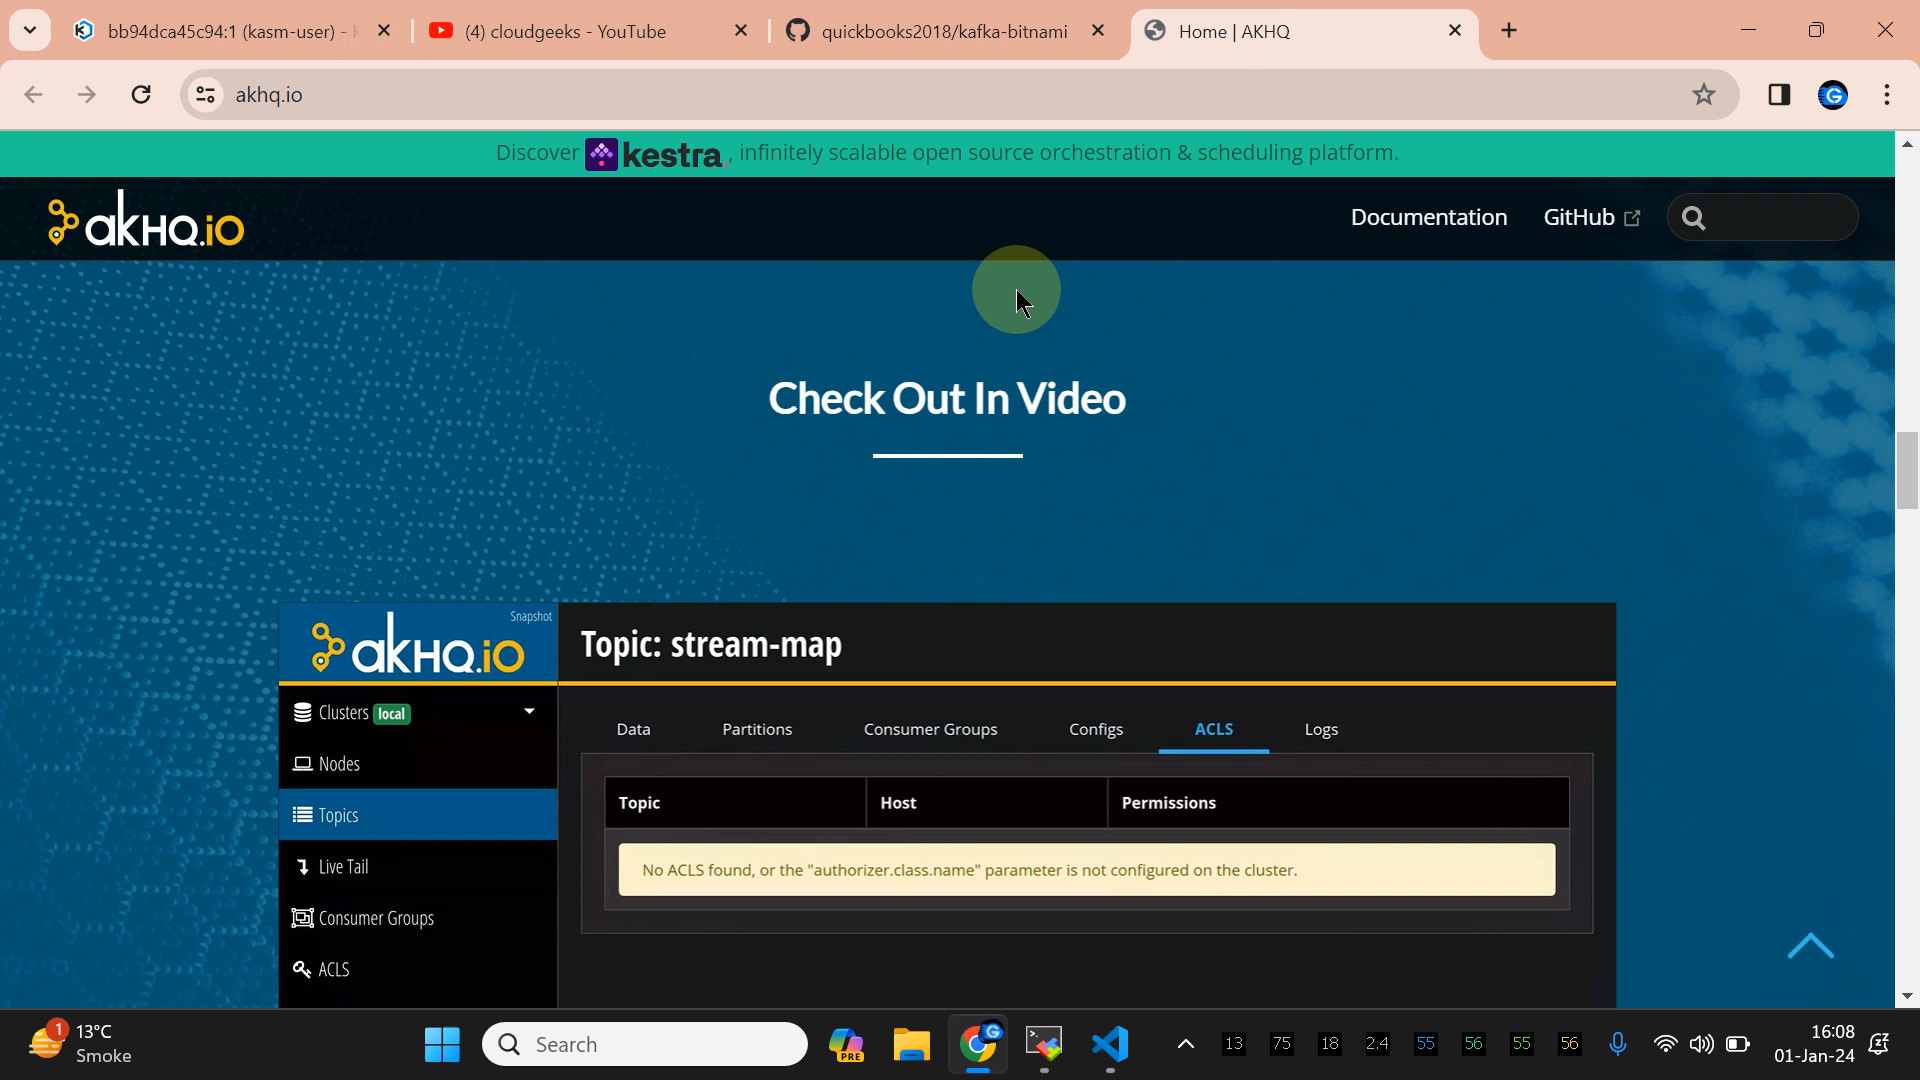 bb94dca45c94:1 (kasm-user) -
(4) cloudgeeks - YouTube
quickbooks2018/kafka-bitnami
Home | AKHQ
akhq.io
Discover kestra, infinitely scalable open source orchestration & scheduling platform.
akHQ.io
Documentation
GitHub
Check Out In Video
Snapshot
akHQ.io
Topic: stream-map
Clusters local
Nodes
Topics
Live Tail
Consumer Groups
ACLS
Data
Partitions
Consumer Groups
Configs
ACLS
Logs
Topic
Host
Permissions
No ACLS found, or the "authorizer.class.name" parameter is not configured on the cluster.
1
13°C
Smoke
Search
PRE
13
75
18
2.4
55
56
55
56
16:08
01-Jan-24